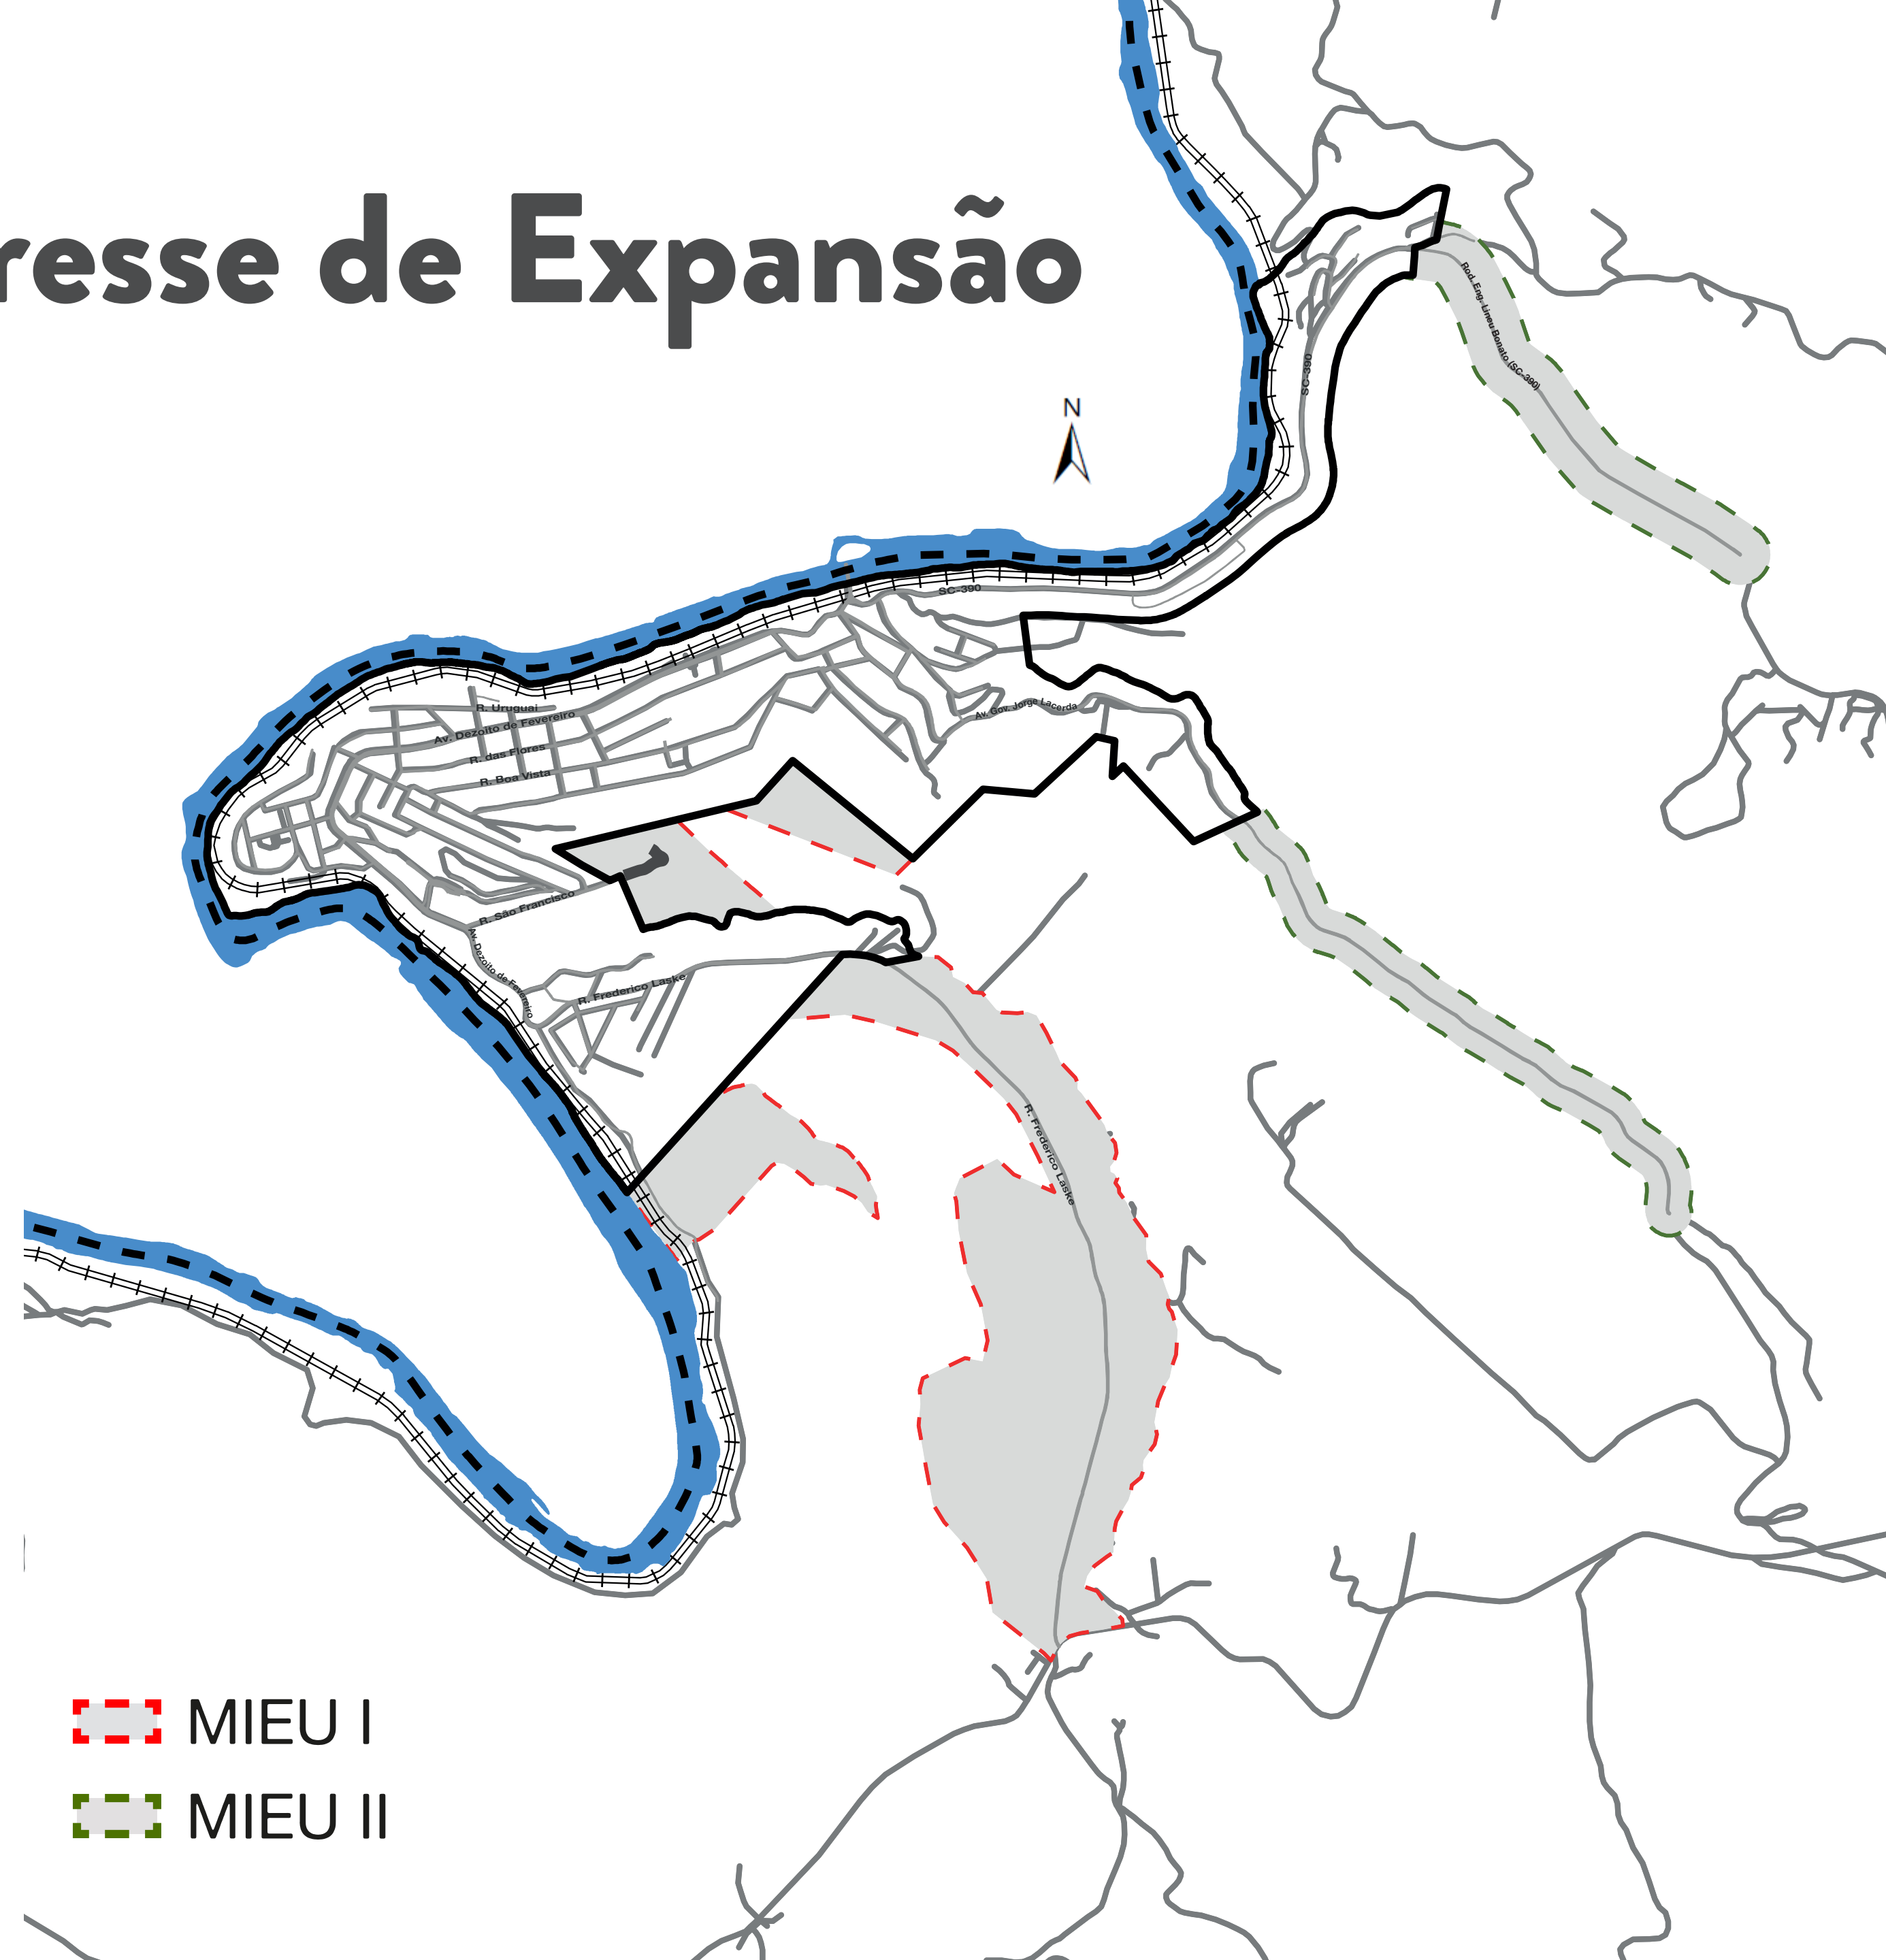 resse de Expansão
N
Rod. Eng. Lineu Bonato (SC-390)
SC-390
SC-390
R. Uruguai
Av. Dezoito de Fevereiro
R. das Flores
R. Boa Vista
Av. Gov. Jorge Lacerda
R. São Francisco
Av. Dezoito de Fevereiro
R. Frederico Laske
R. Frederico Laske
MIEU I
MIEU II